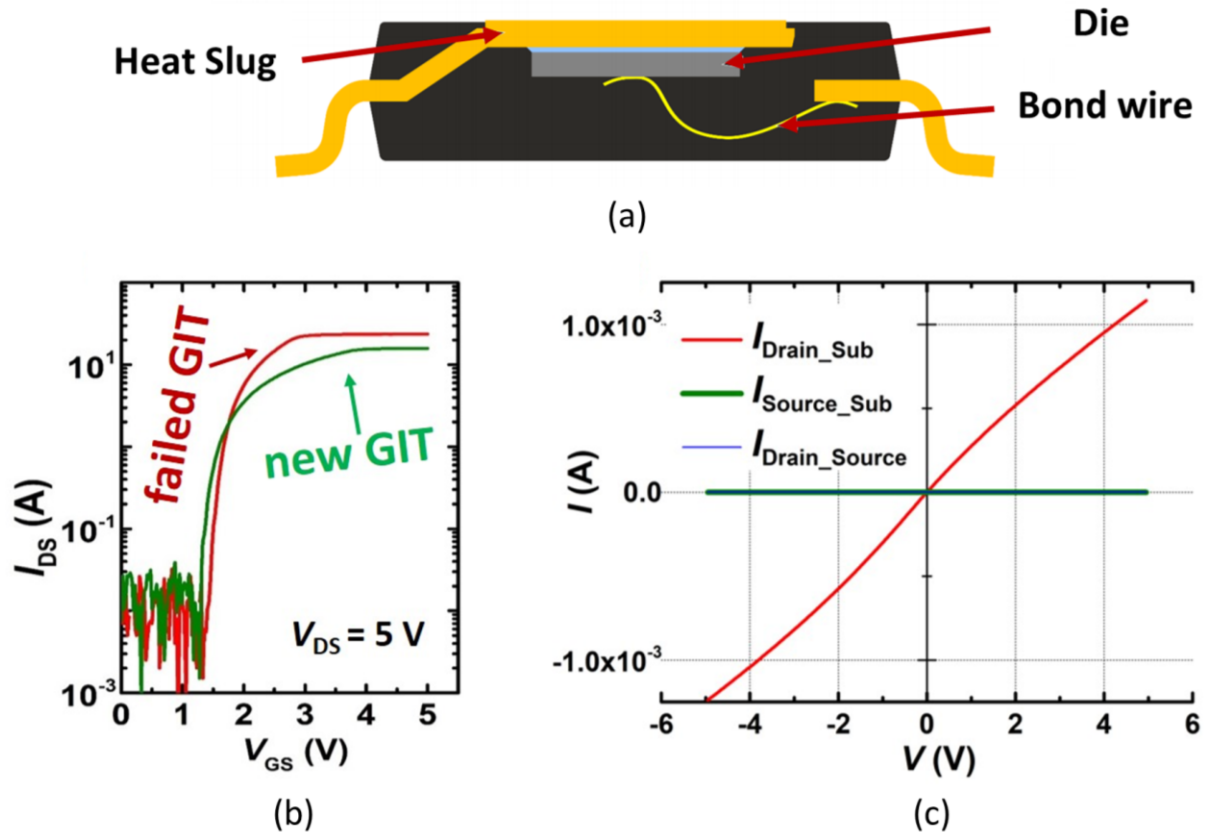 Heat Slug
Die
Bond wire
(a)
failed GIT
new GIT
V_DS = 5 V
I_DS (A)
10¹
10⁻¹
10⁻³
0 1 2 3 4 5
V_GS (V)
(b)
I_Drain_Sub
I_Source_Sub
I_Drain_Source
I (A)
1.0x10⁻³
0.0
-1.0x10⁻³
-6 -4 -2 0 2 4 6
V (V)
(c)